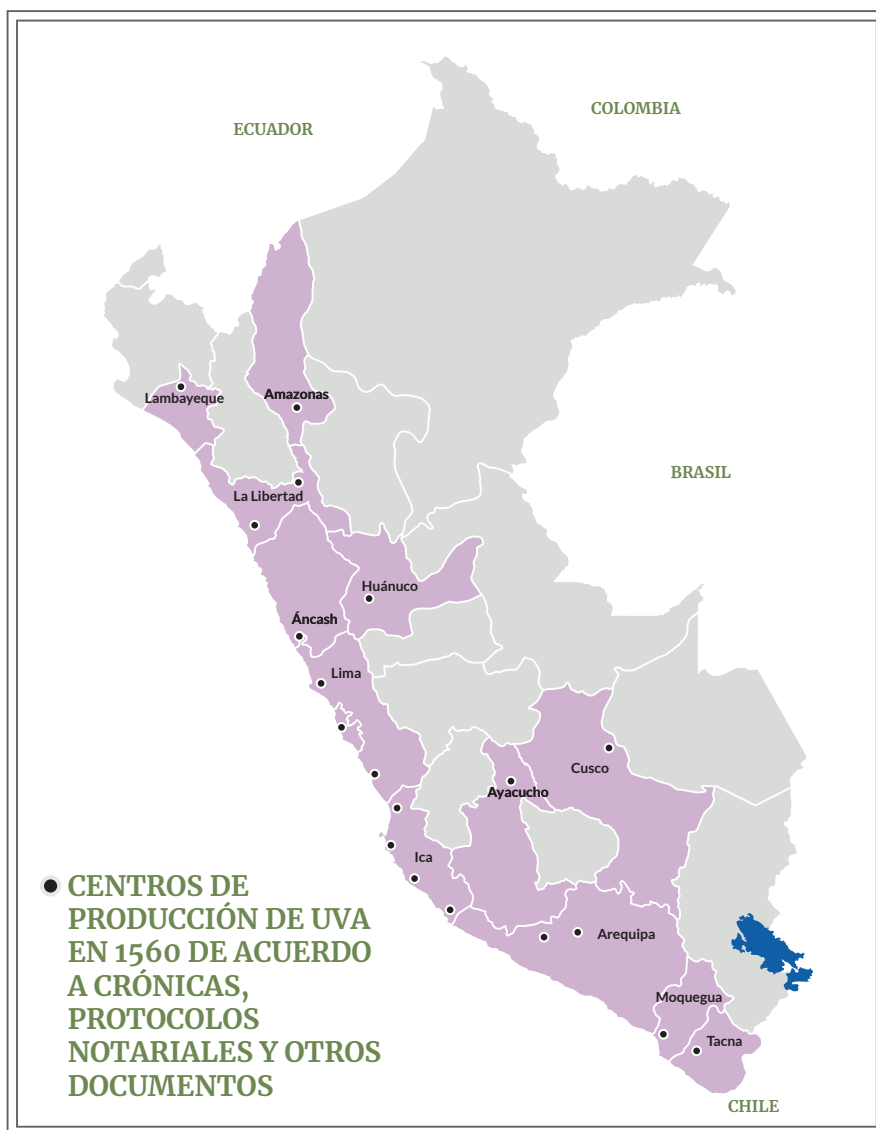 COLOMBIA
ECUADOR
Lambayeque
Amazonas
BRASIL
La Libertad
Huánuco
Áncash
Lima
Cusco
Ayacucho
Ica
CENTROS DE
PRODUCCIÓN DE UVA
EN 1560 DE ACUERDO
A CRÓNICAS,
PROTOCOLOS
NOTARIALES Y OTROS
DOCUMENTOS
Arequipa
Moquegua
Tacna
CHILE